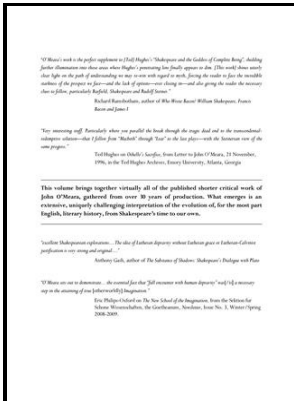 "O'Meara's work is the perfect supplement to [Ted] Hughes's "Shakespeare and the Goddess of Complete Being", shedding
further illumination into those areas where Hughes's penetrating lens finally appears to dim. [This work] throws utterly
clear light on the path of understanding we may re-vein with regard to myth, forcing the reader to face the incredible
starkness of the prospect we face—and the lack of options—ever closing in—and also giving the reader the necessary
clues to follow, particularly Barfield, Shakespeare and Rudolf Steiner."
Richard Ramsbotham, author of Who Wrote Bacon? William Shakespeare, Francis
Bacon and James I
"Very interesting stuff. Particularly where you parallel the break through the tragic dead end to the transcendental-
redemptive solution—that I follow from "Macbeth" through "Lear" to the last plays—with the Steinerian view of the
same progress."
Ted Hughes on Othello's Sacrifice, from Letter to John O'Meara, 21 November,
1996, in the Ted Hughes Archives, Emory University, Atlanta, Georgia
This volume brings together virtually all of the published shorter critical work of
John O'Meara, gathered from over 30 years of production. What emerges is an
extensive, uniquely challenging interpretation of the evolution of, for the most part
English, literary history, from Shakespeare's time to our own.
"excellent Shakespearean explorations... The idea of Lutheran depravity without Lutheran grace or Lutheran-Calvinist
justification is very strong and original..."
Anthony Gash, author of The Substance of Shadows: Shakespeare's Dialogue with Plato
"O'Meara sets out to demonstrate... the essential fact that "full encounter with human depravity" was[/is] a necessary
step in the attaining of true [otherworldly] Imagination."
Eric Philips-Oxford on The New School of the Imagination, from the Sektion für
Schöne Wissenschaften, the Goetheanum, Newsletter, Issue No. 3, Winter/Spring
2008-2009.